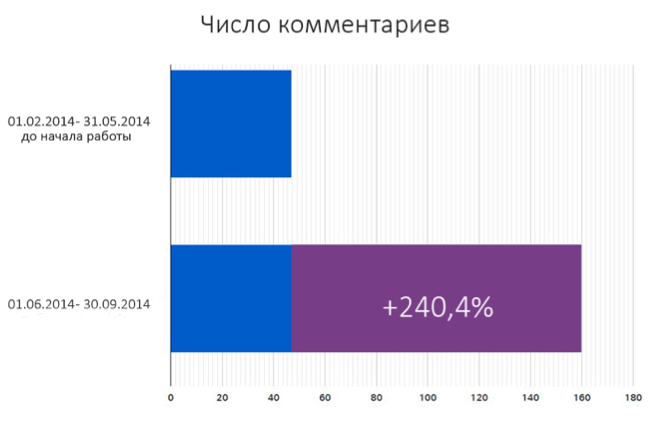 Число комментариев
01.02.2014- 31.05.2014
до начала работы
01.06.2014- 30.09.2014
+240,4%
0 20 40 60 80 100 120 140 160 180